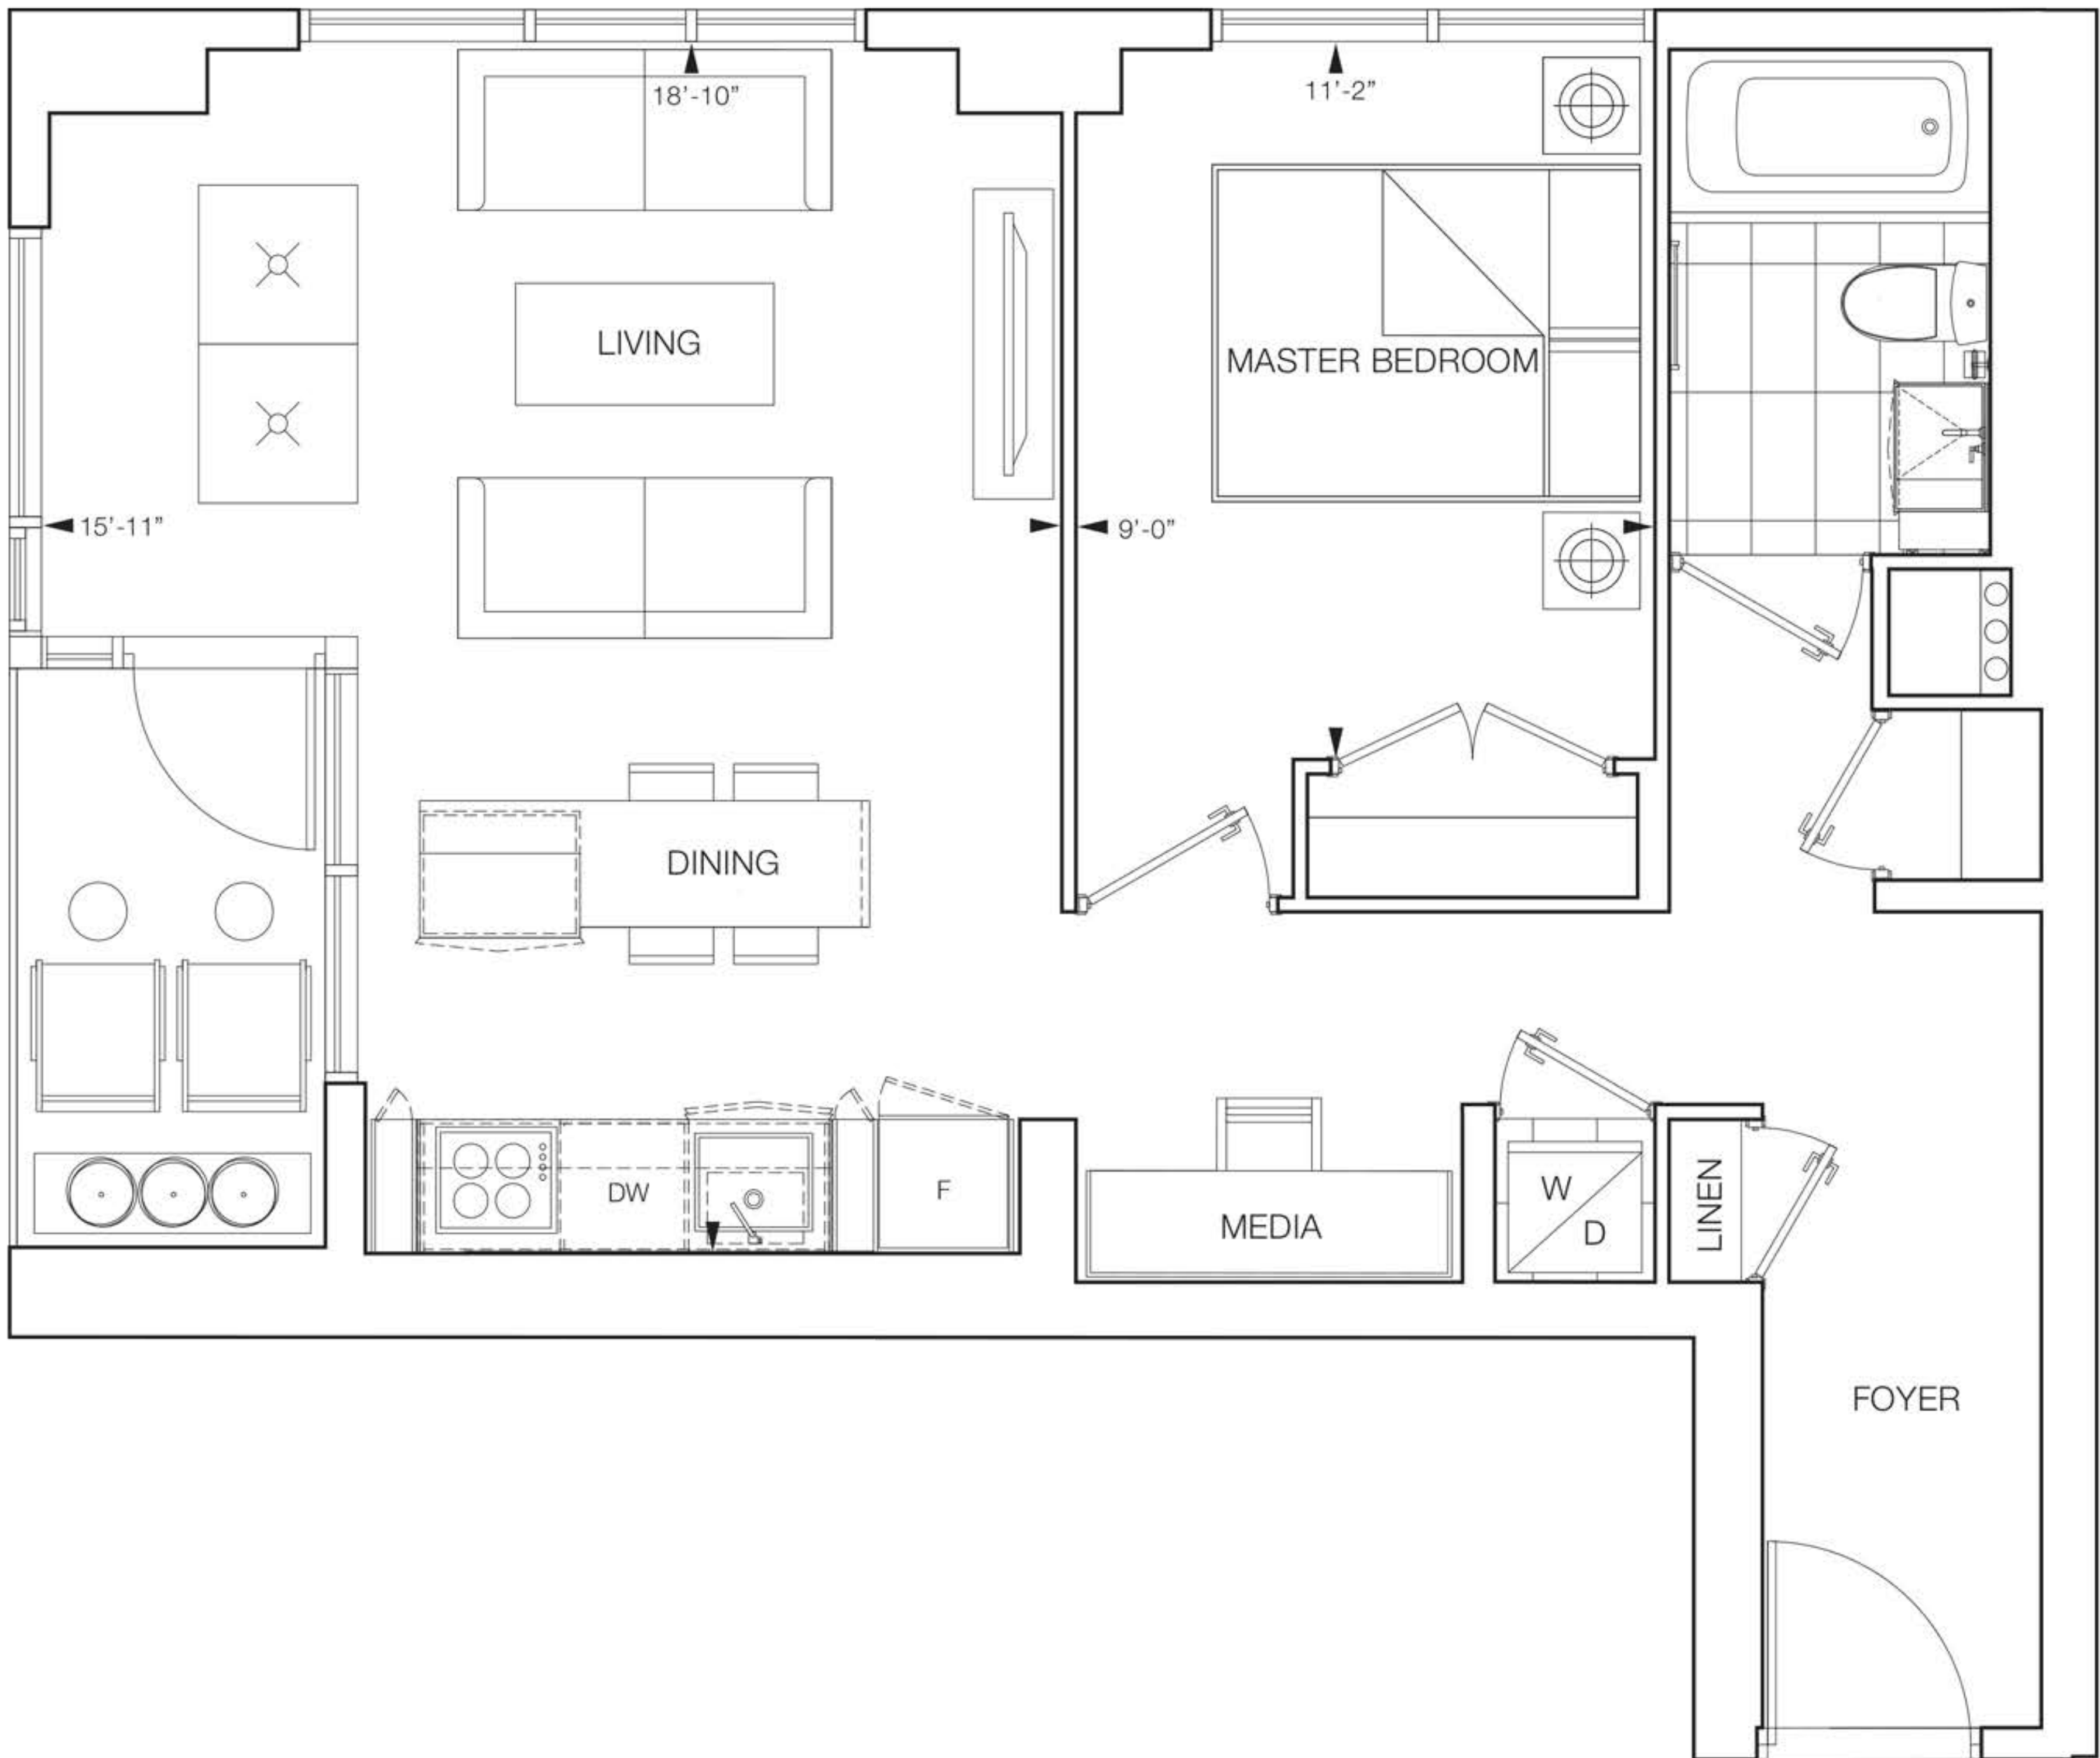 18’-10”
11’-2”
LIVING
MASTER BEDROOM
15’-11”
9’-0”
DINING
DW
F
MEDIA
W
D
LINEN
FOYER